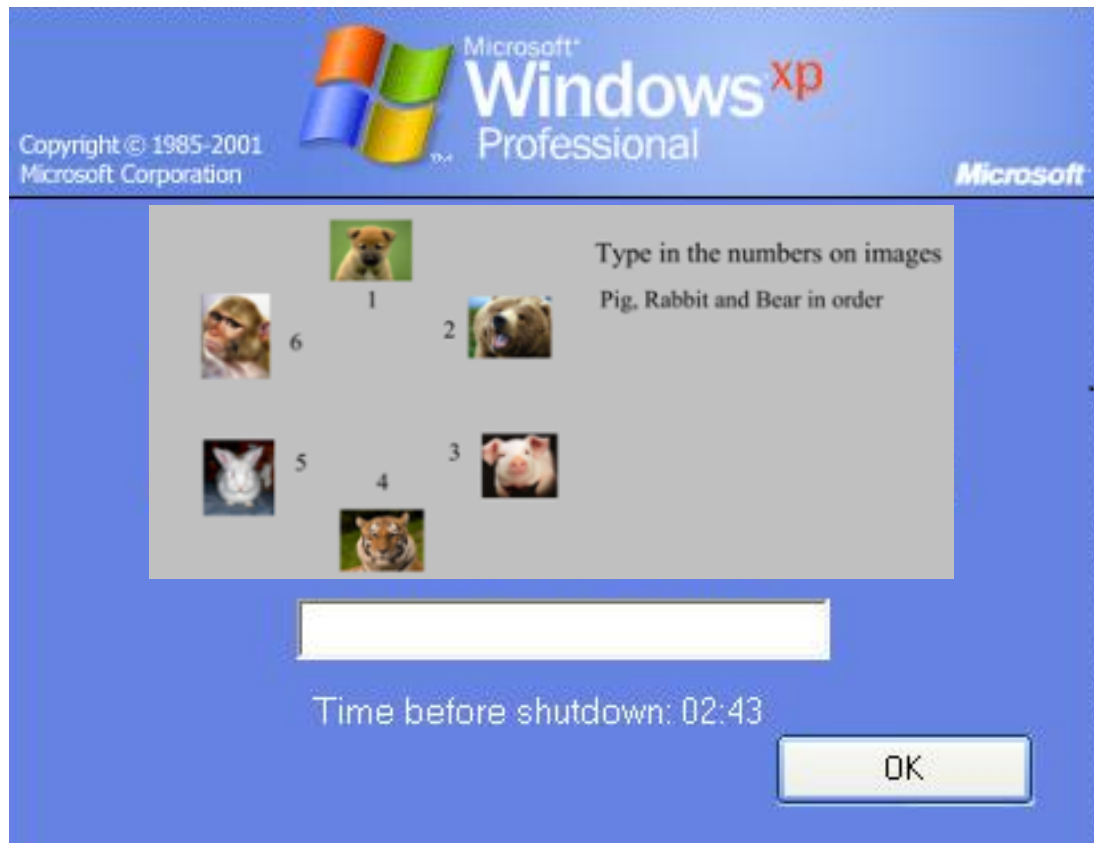 Microsoft®
Windows xp
Professional
Copyright © 1985-2001
Microsoft Corporation
Microsoft
Type in the numbers on images
Pig, Rabbit and Bear in order
1
2
6
3
5
4
Time before shutdown: 02:43
OK